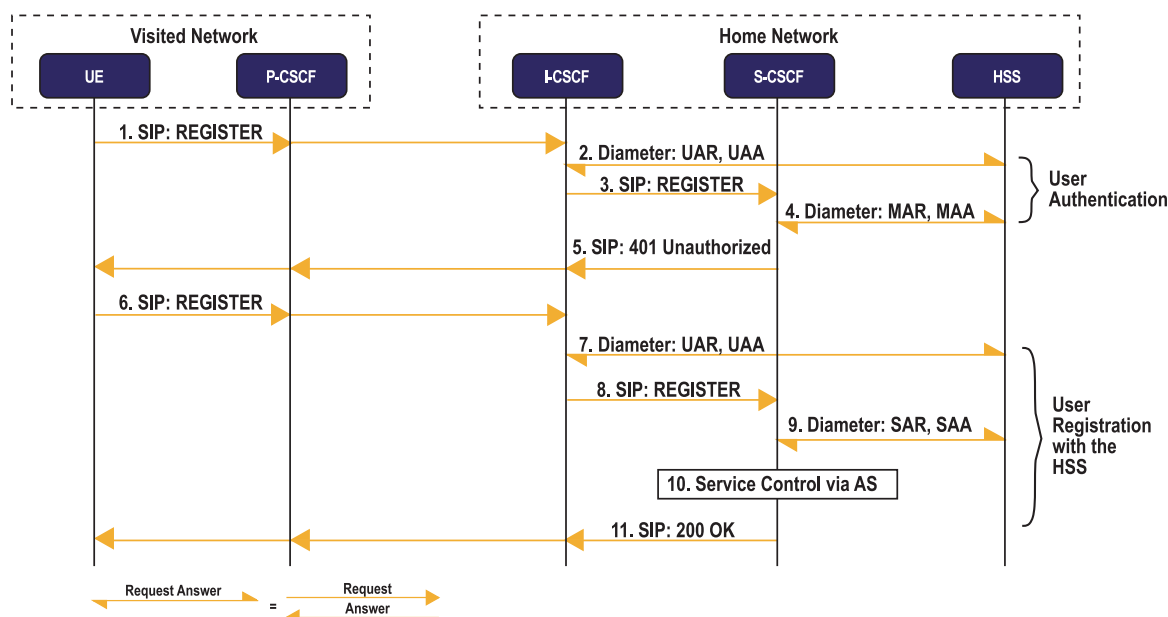 Visited Network
Home Network
UE
P-CSCF
I-CSCF
S-CSCF
HSS
1. SIP: REGISTER
2. Diameter: UAR, UAA
3. SIP: REGISTER
User
Authentication
4. Diameter: MAR, MAA
5. SIP: 401 Unauthorized
6. SIP: REGISTER
7. Diameter: UAR, UAA
8. SIP: REGISTER
9. Diameter: SAR, SAA
User
Registration
with the
HSS
10. Service Control via AS
11. SIP: 200 OK
Request Answer
=
Request
Answer